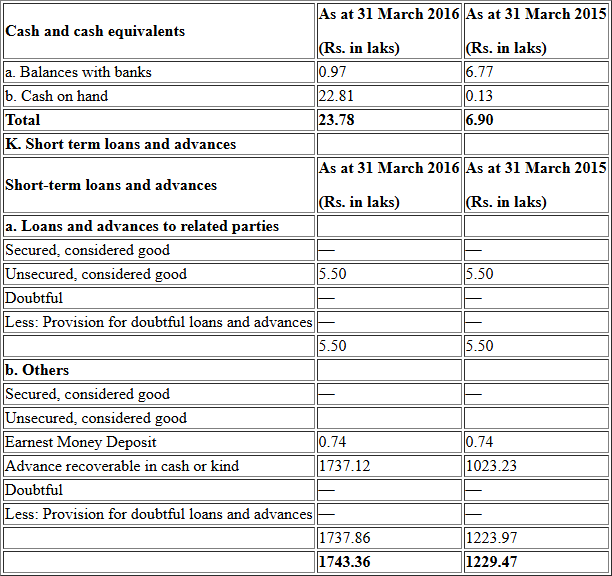 Cash and cash equivalents As at 31 March 2016 As at 31 March 2015
(Rs. in laks) (Rs. in laks)
a. Balances with banks 0.97 6.77
b. Cash on hand 22.81 0.13
Total 23.78 6.90
K. Short term loans and advances
Short-term loans and advances As at 31 March 2016 As at 31 March 2015
(Rs. in laks) (Rs. in laks)
a. Loans and advances to related parties
Secured, considered good — —
Unsecured, considered good 5.50 5.50
Doubtful — —
Less: Provision for doubtful loans and advances — —
5.50 5.50
b. Others
Secured, considered good — —
Unsecured, considered good
Earnest Money Deposit 0.74 0.74
Advance recoverable in cash or kind 1737.12 1023.23
Doubtful — —
Less: Provision for doubtful loans and advances — —
1737.86 1223.97
1743.36 1229.47